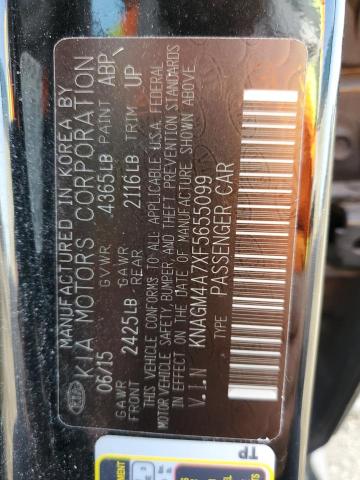 MANUFACTURED IN KOREA BY
KIA MOTORS CORPORATION
06/15 GVWR 4365LB PAINT ABP
GAWR FRONT 2425LB GAWR REAR 2116LB TRIM UP
THIS VEHICLE CONFORMS TO ALL APPLICABLE U.S.A. FEDERAL
MOTOR VEHICLE SAFETY, BUMPER AND THEFT PREVENTION STANDARDS
IN EFFECT ON THE DATE OF MANUFACTURE SHOWN ABOVE.
V.I.N KNAGM4A7XF5655099
TYPE: PASSENGER CAR
TP